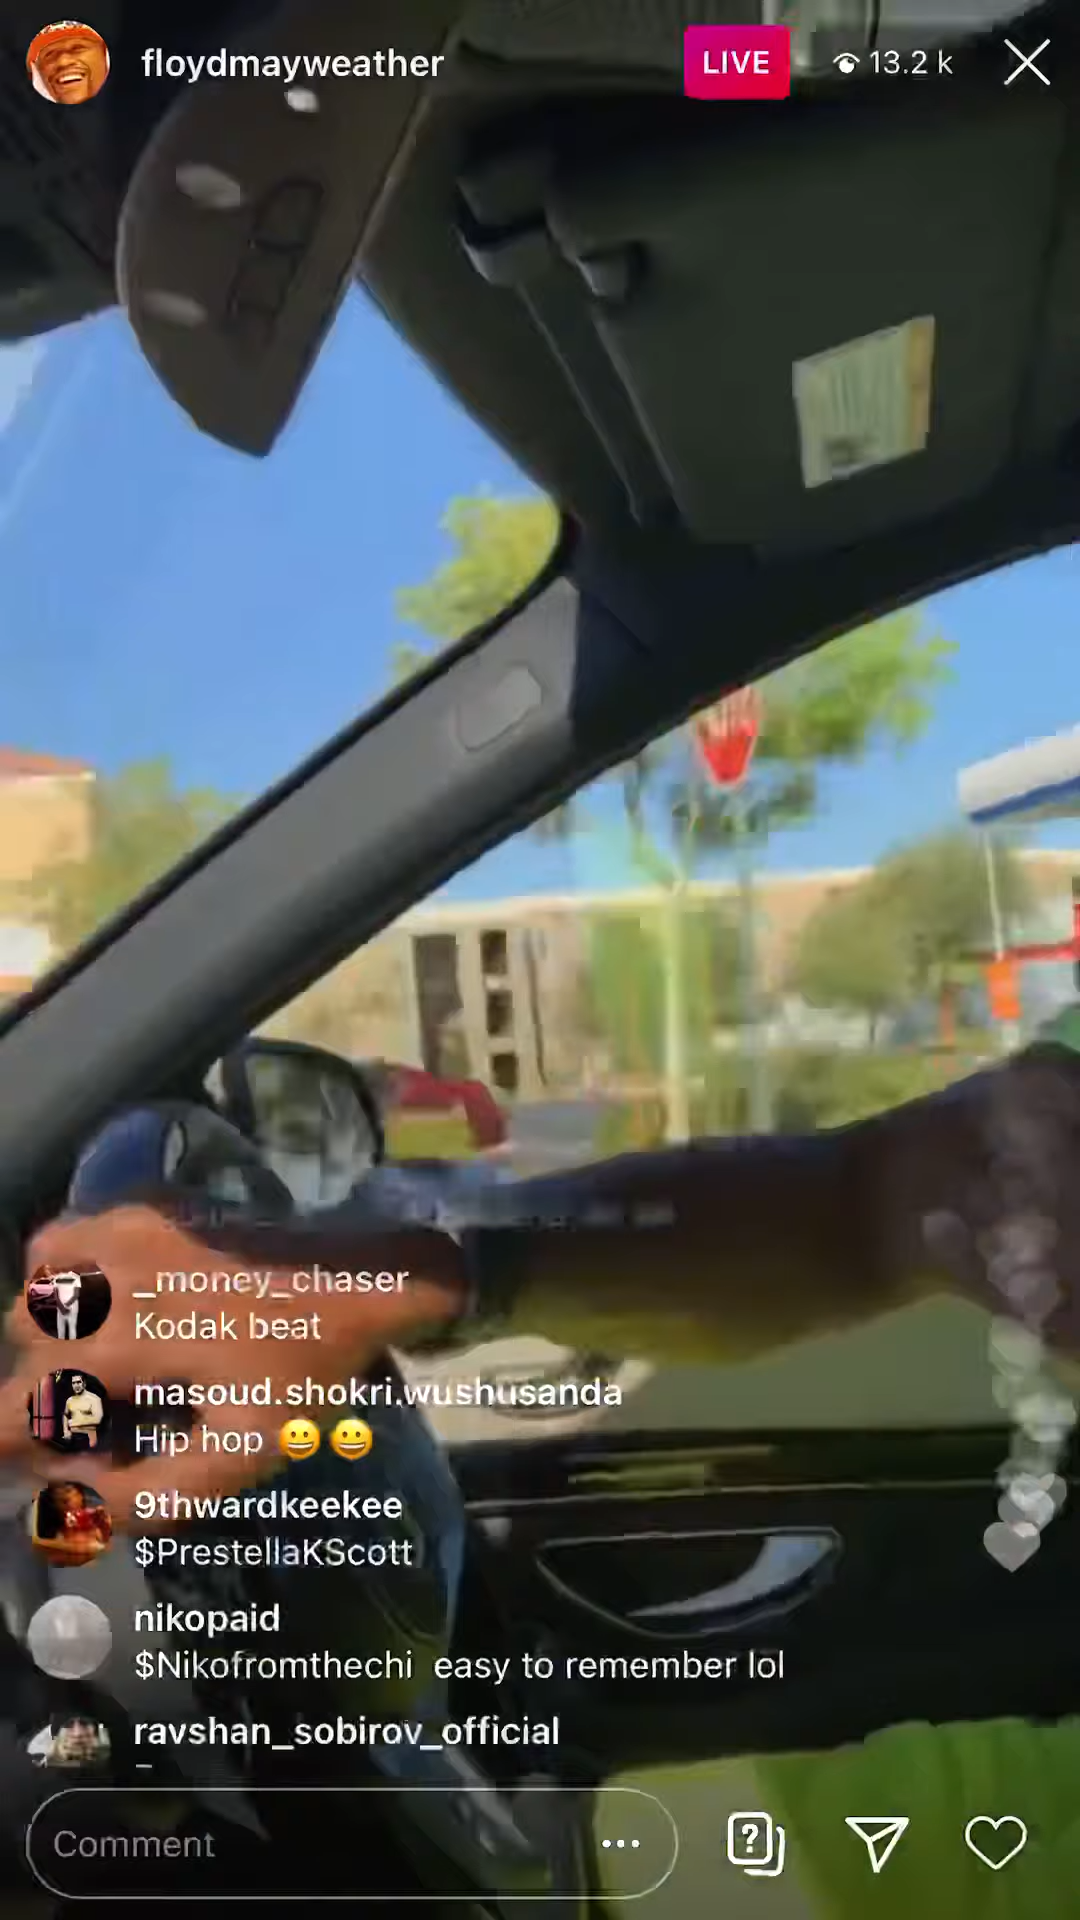 floydmayweather
LIVE
13.2 k
_money_chaser
Kodak beat
masoud.shokri.wushusanda
Hip hop 😀 😀
9thwardkeekee
$PrestellaKScott
nikopaid
$Nikofromthechi easy to remember lol
ravshan_sobirov_official
Comment